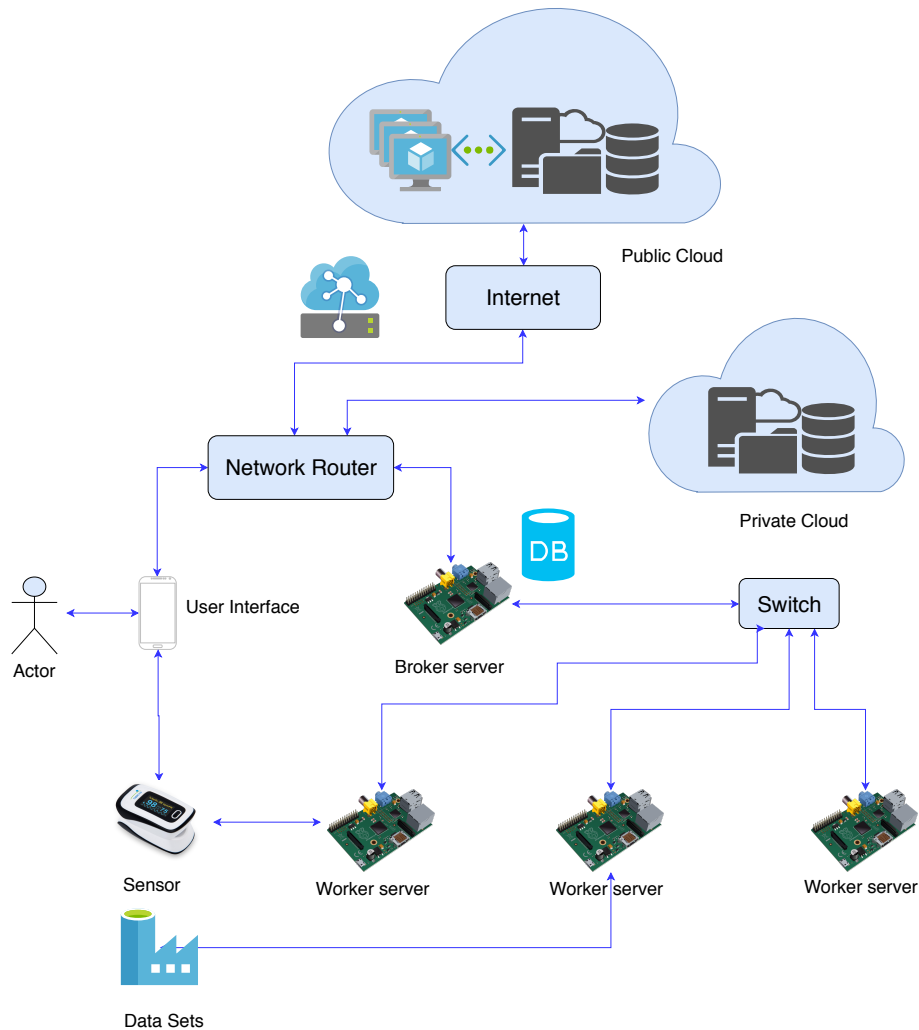 Public Cloud
Internet
Network Router
Private Cloud
DB
User Interface
Switch
Actor
Broker server
98
Sensor
Worker server
Worker server
Worker server
Data Sets